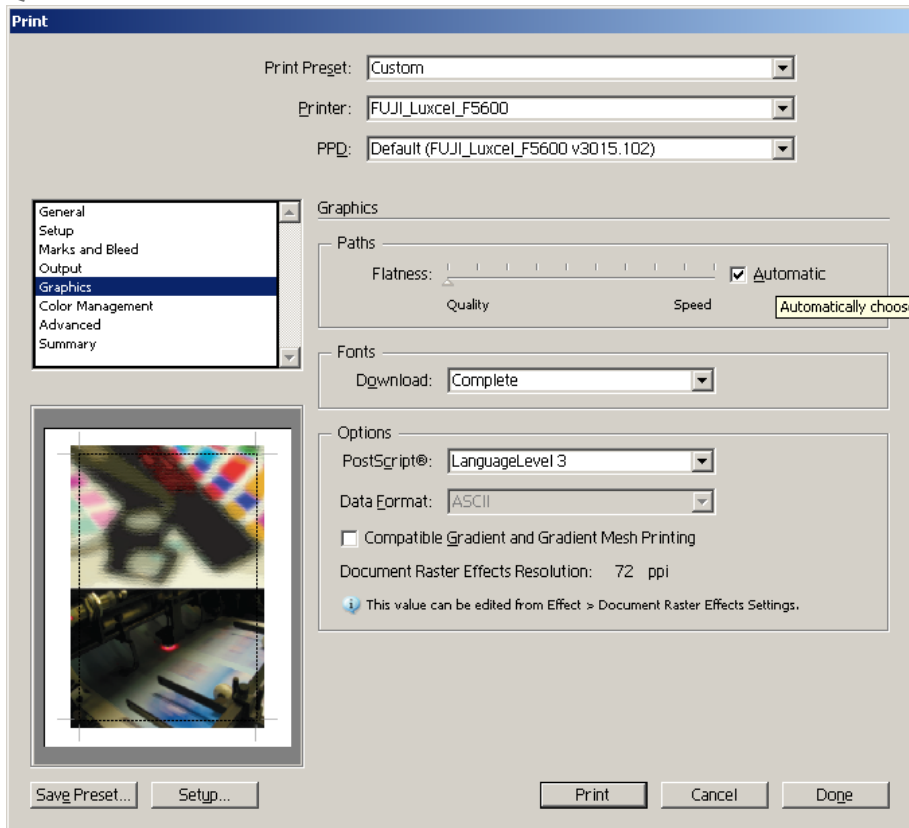 Print
Print Preset: Custom
Printer: FUJI_Luxcel_F5600
PPD: Default (FUJI_Luxcel_F5600 v3015.102)
General
Setup
Marks and Bleed
Output
Graphics
Color Management
Advanced
Summary
Graphics
Paths
Flatness:
Automatic
Quality Speed
Automatically choos
Fonts
Download: Complete
Options
PostScript®: LanguageLevel 3
Data Format: ASCII
Compatible Gradient and Gradient Mesh Printing
Document Raster Effects Resolution: 72 ppi
This value can be edited from Effect > Document Raster Effects Settings.
Save Preset... Setup... Print Cancel Done